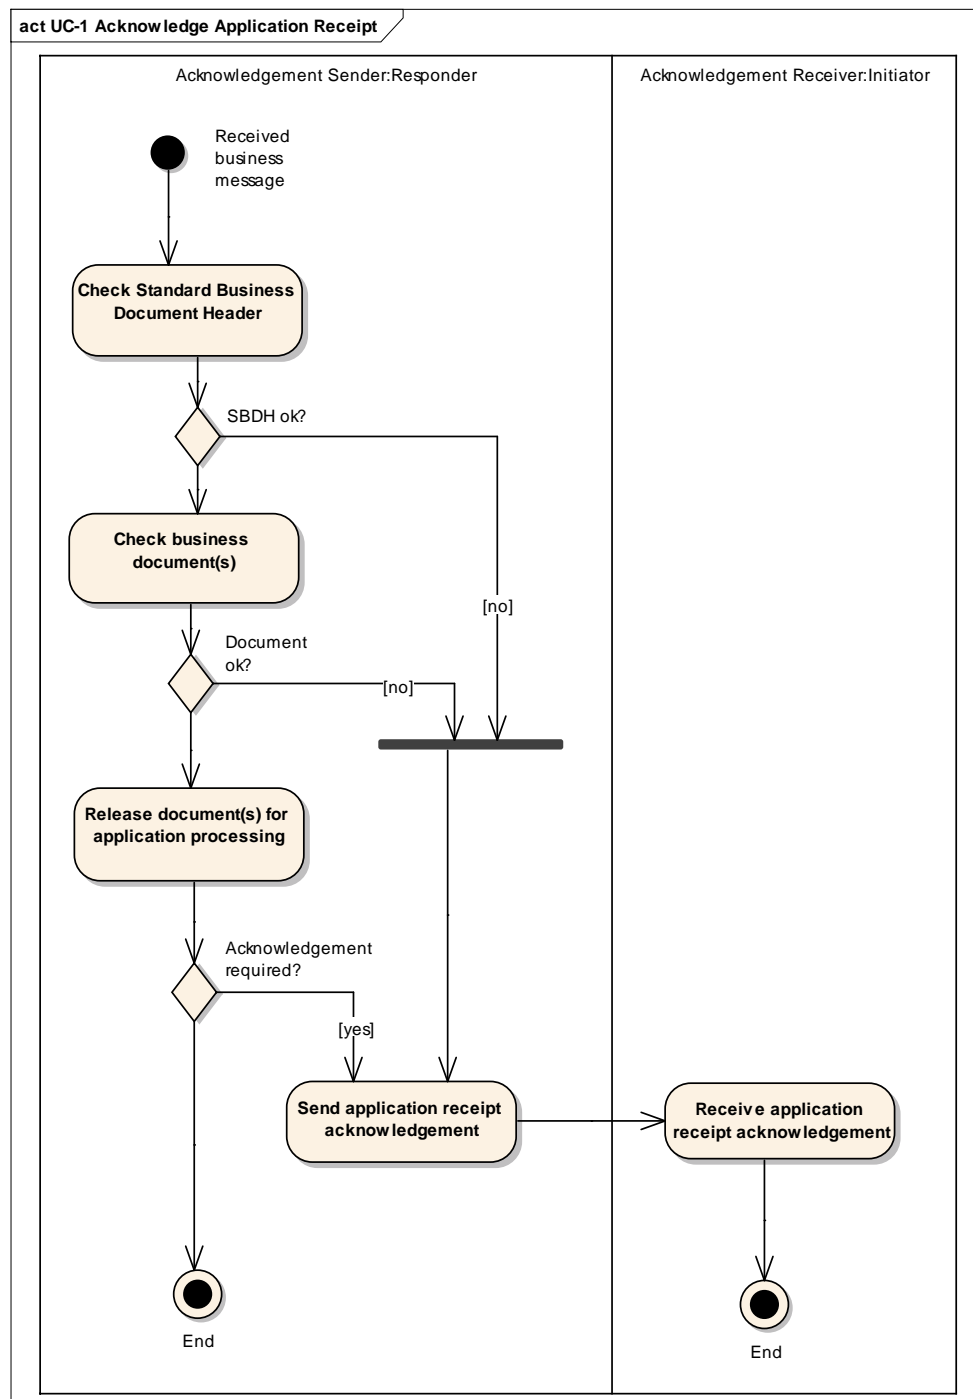 act UC-1 Acknowledge Application Receipt
Acknowledgement Sender:Responder
Acknowledgement Receiver:Initiator
Received
business
message
Check Standard Business
Document Header
SBDH ok?
Check business
document(s)
[no]
Document
ok?
[no]
Release document(s) for
application processing
Acknowledgement
required?
[yes]
Send application receipt
acknowledgement
Receive application
receipt acknowledgement
End
End